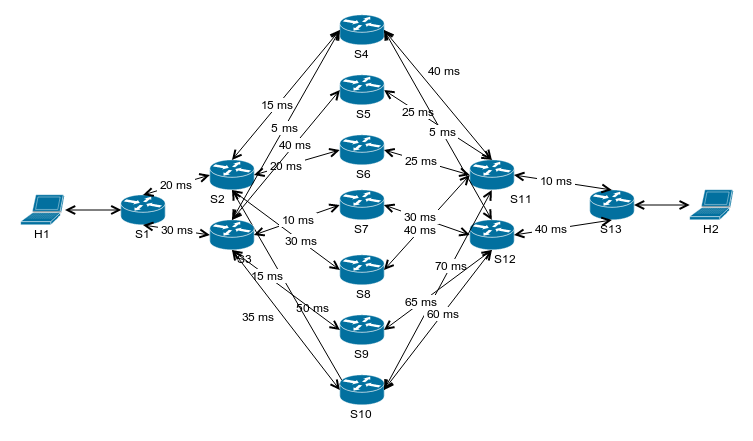 S4
40 ms
15 ms
S5
25 ms
5 ms
5 ms
40 ms
S6
20 ms
25 ms
20 ms
10 ms
S2
S11
10 ms
30 ms
S7
30 ms
H1
S1
30 ms
S3
30 ms
40 ms
40 ms
S12
S13
H2
15 ms
70 ms
S8
50 ms
65 ms
35 ms
60 ms
S9
S10